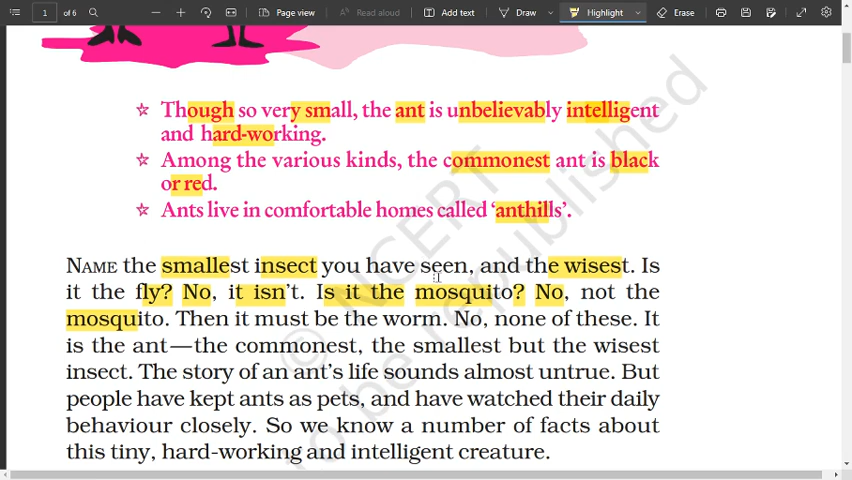 1 of 6
Page view
Read aloud
Add text
Draw
Highlight
Erase
☆ Though so very small, the ant is unbelievably intelligent
and hard-working.
☆ Among the various kinds, the commonest ant is black
or red.
☆ Ants live in comfortable homes called ‘anthills’.
NAME the smallest insect you have seen, and the wisest. Is
it the fly? No, it isn’t. Is it the mosquito? No, not the
mosquito. Then it must be the worm. No, none of these. It
is the ant—the commonest, the smallest but the wisest
insect. The story of an ant’s life sounds almost untrue. But
people have kept ants as pets, and have watched their daily
behaviour closely. So we know a number of facts about
this tiny, hard-working and intelligent creature.
© NCERT
to be republished